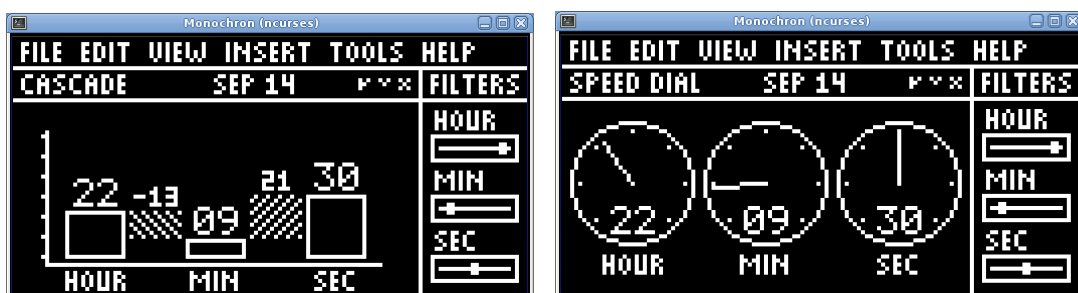 Monochron (ncurses)
FILE EDIT VIEW INSERT TOOLS HELP
CASCADE SEP 14 FILTERS
HOUR
MIN
SEC
22 -13 09 21 30
HOUR MIN SEC
Monochron (ncurses)
FILE EDIT VIEW INSERT TOOLS HELP
SPEED DIAL SEP 14 FILTERS
HOUR
MIN
SEC
22 09 30
HOUR MIN SEC